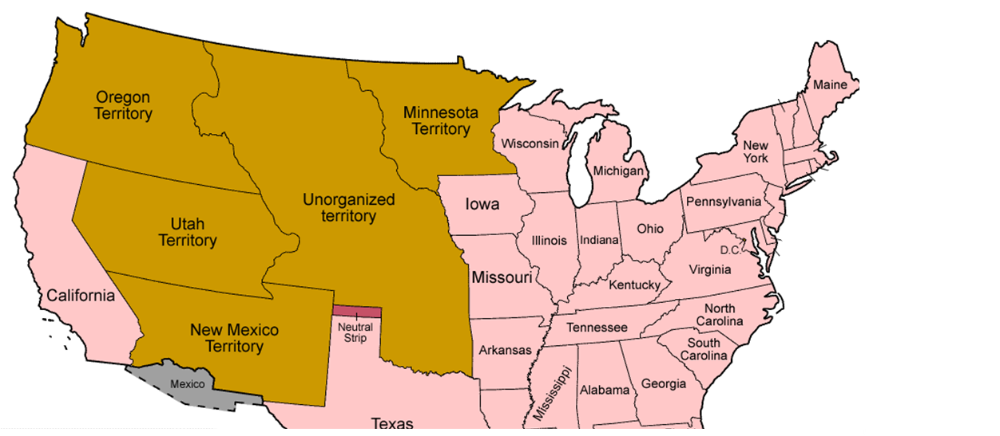 Oregon
Territory
Minnesota
Territory
Maine
Wisconsin
New
York
Michigan
Unorganized
territory
Iowa
Pennsylvania
Utah
Territory
Illinois
Indiana
Ohio
D.C.
Virginia
Missouri
Kentucky
California
North
Carolina
New Mexico
Territory
Neutral
Strip
Tennessee
Arkansas
South
Carolina
Mexico
Mississippi
Alabama
Georgia
Texas